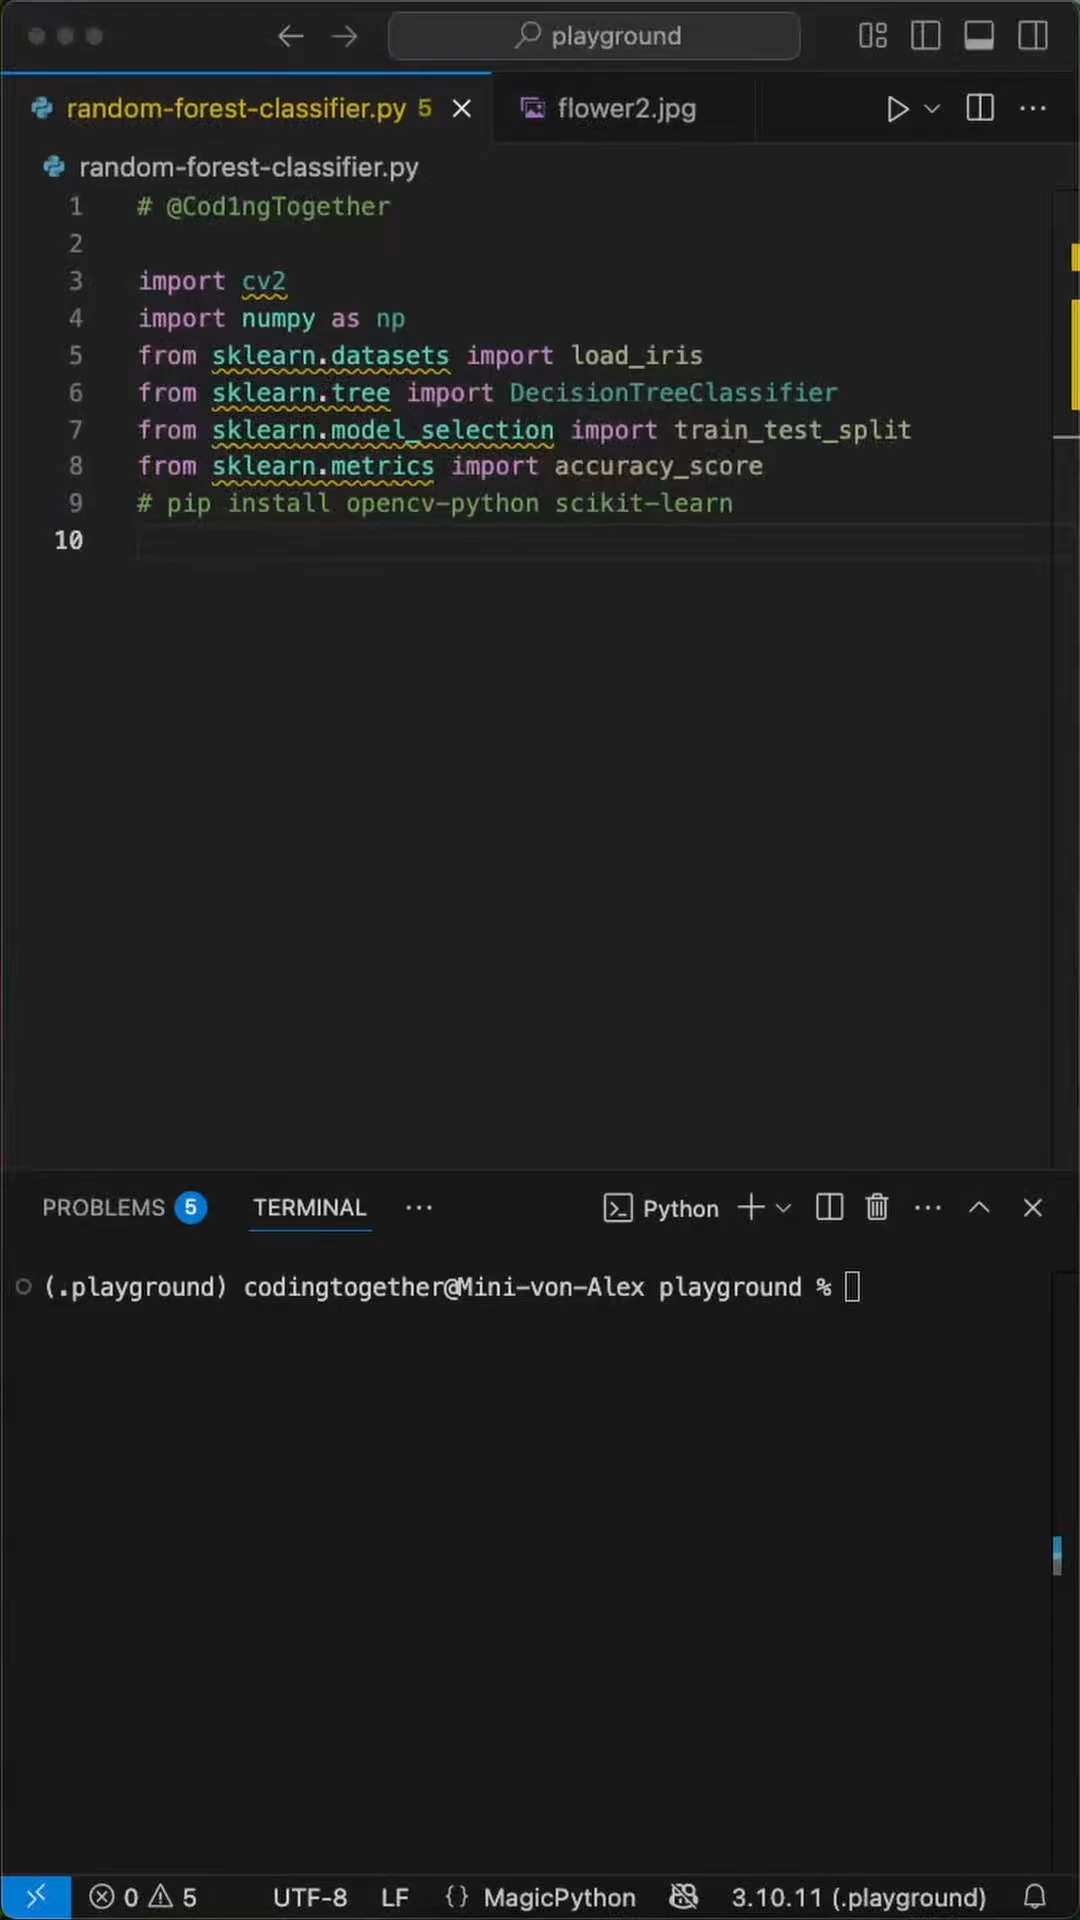 playground
random-forest-classifier.py 5
flower2.jpg
random-forest-classifier.py
1 # @Cod1ngTogether
2
3 import cv2
4 import numpy as np
5 from sklearn.datasets import load_iris
6 from sklearn.tree import DecisionTreeClassifier
7 from sklearn.model_selection import train_test_split
8 from sklearn.metrics import accuracy_score
9 # pip install opencv-python scikit-learn
10
PROBLEMS 5 TERMINAL ... Python
(.playground) codingtogether@Mini-von-Alex playground %
0 5 UTF-8 LF {} MagicPython 3.10.11 (.playground)